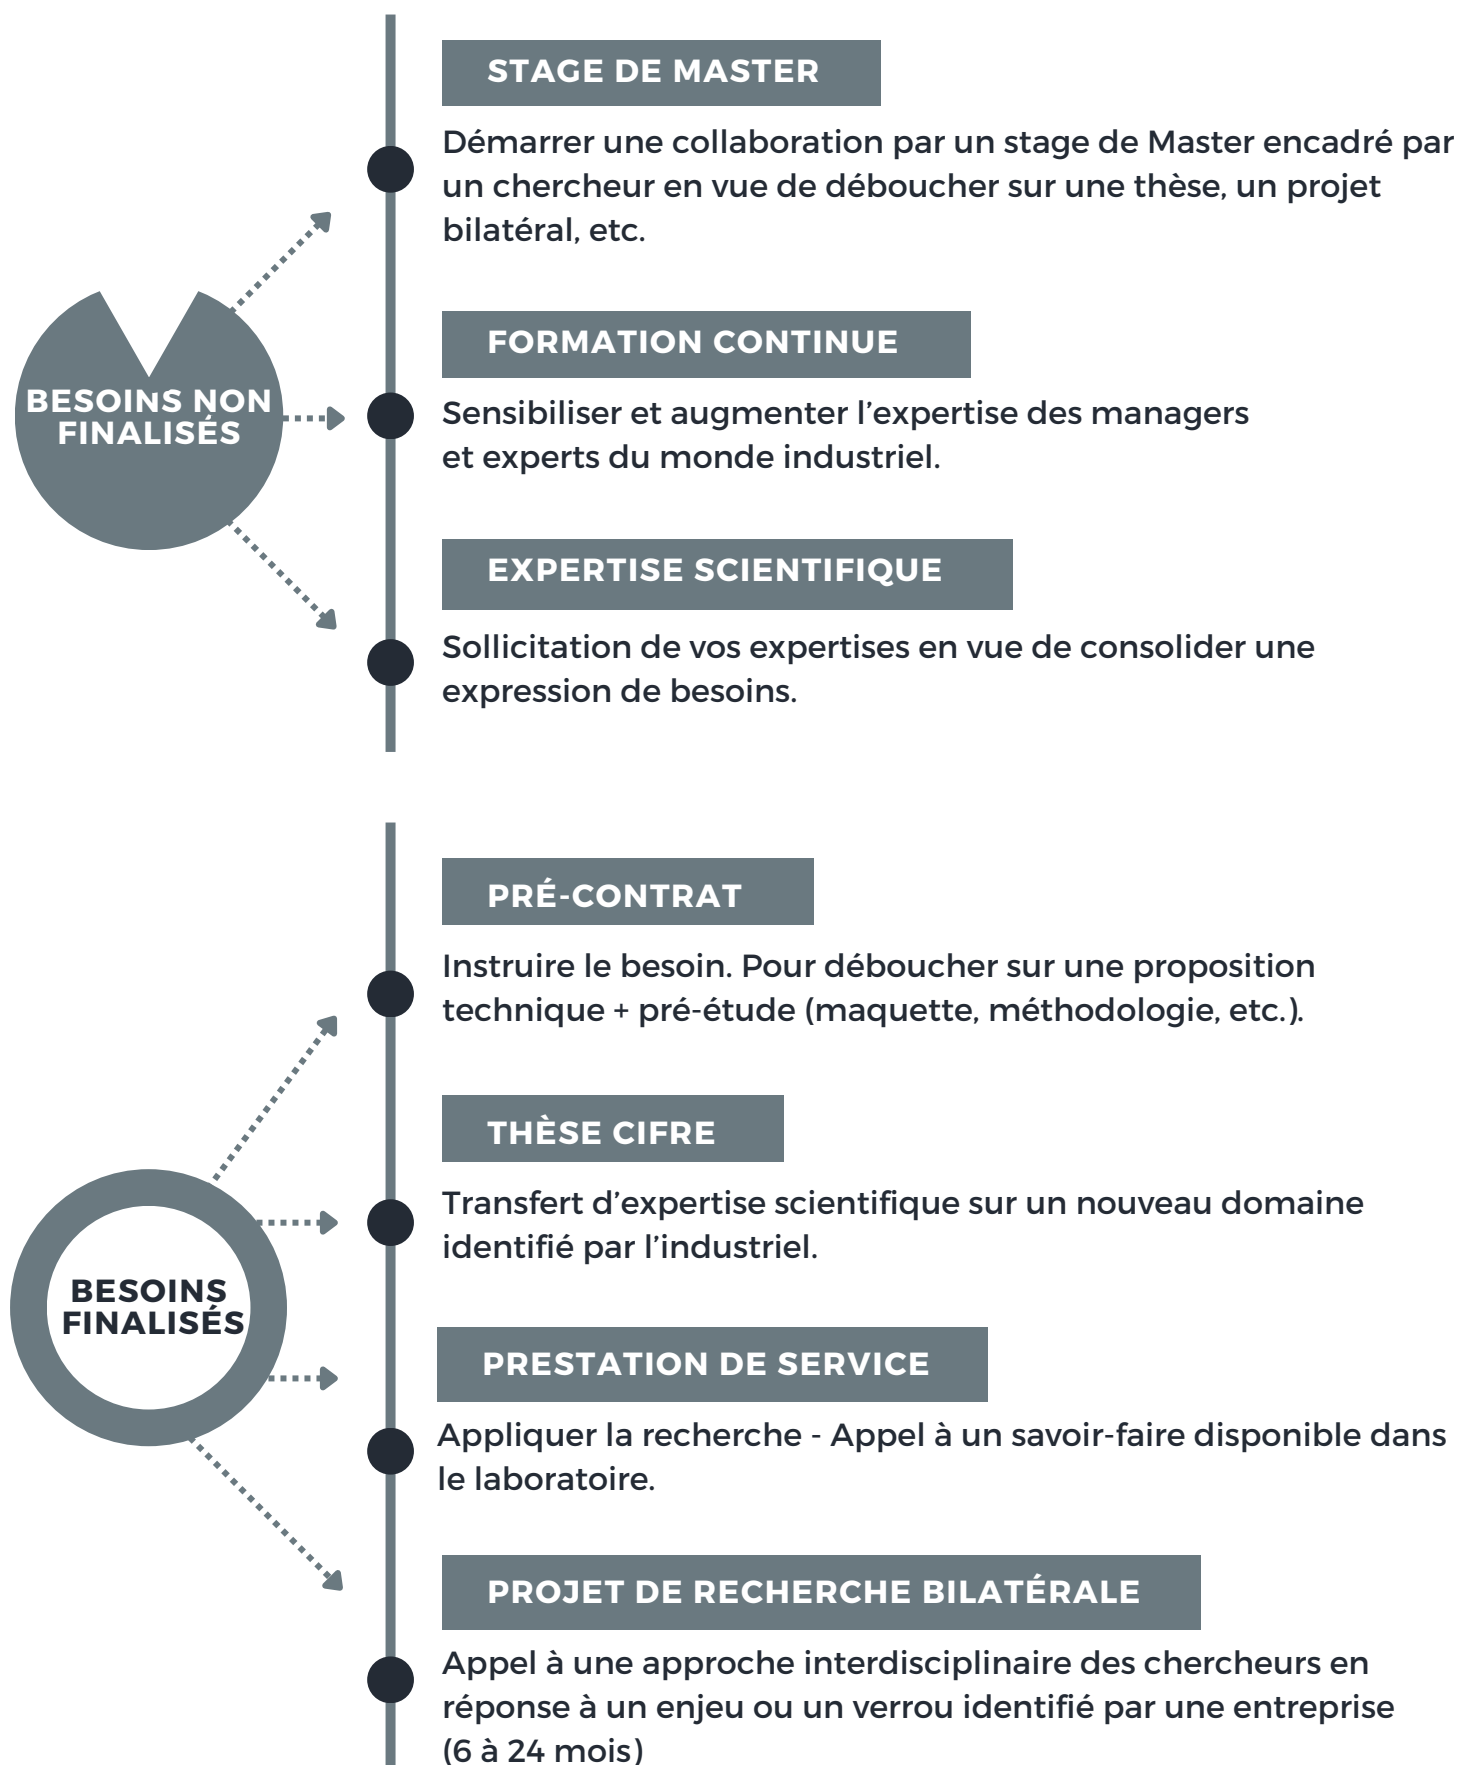 STAGE DE MASTER
Démarrer une collaboration par un stage de Master encadré par
un chercheur en vue de déboucher sur une thèse, un projet
bilatéral, etc.
BESOINS NON
FINALISÉS
FORMATION CONTINUE
Sensibiliser et augmenter l’expertise des managers
et experts du monde industriel.
EXPERTISE SCIENTIFIQUE
Sollicitation de vos expertises en vue de consolider une
expression de besoins.
PRÉ-CONTRAT
Instruire le besoin. Pour déboucher sur une proposition
technique + pré-étude (maquette, méthodologie, etc.).
BESOINS
FINALISÉS
THÈSE CIFRE
Transfert d’expertise scientifique sur un nouveau domaine
identifié par l’industriel.
PRESTATION DE SERVICE
Appliquer la recherche - Appel à un savoir-faire disponible dans
le laboratoire.
PROJET DE RECHERCHE BILATÉRALE
Appel à une approche interdisciplinaire des chercheurs en
réponse à un enjeu ou un verrou identifié par une entreprise
(6 à 24 mois)